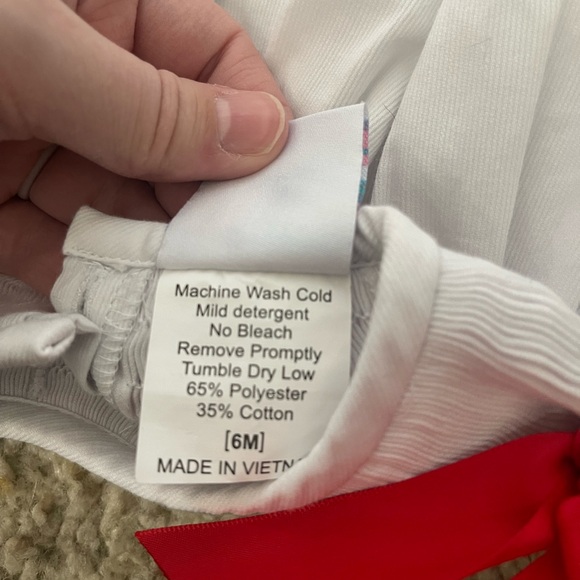 Machine Wash Cold
Mild detergent
No Bleach
Remove Promptly
Tumble Dry Low
65% Polyester
35% Cotton
[6M]
MADE IN